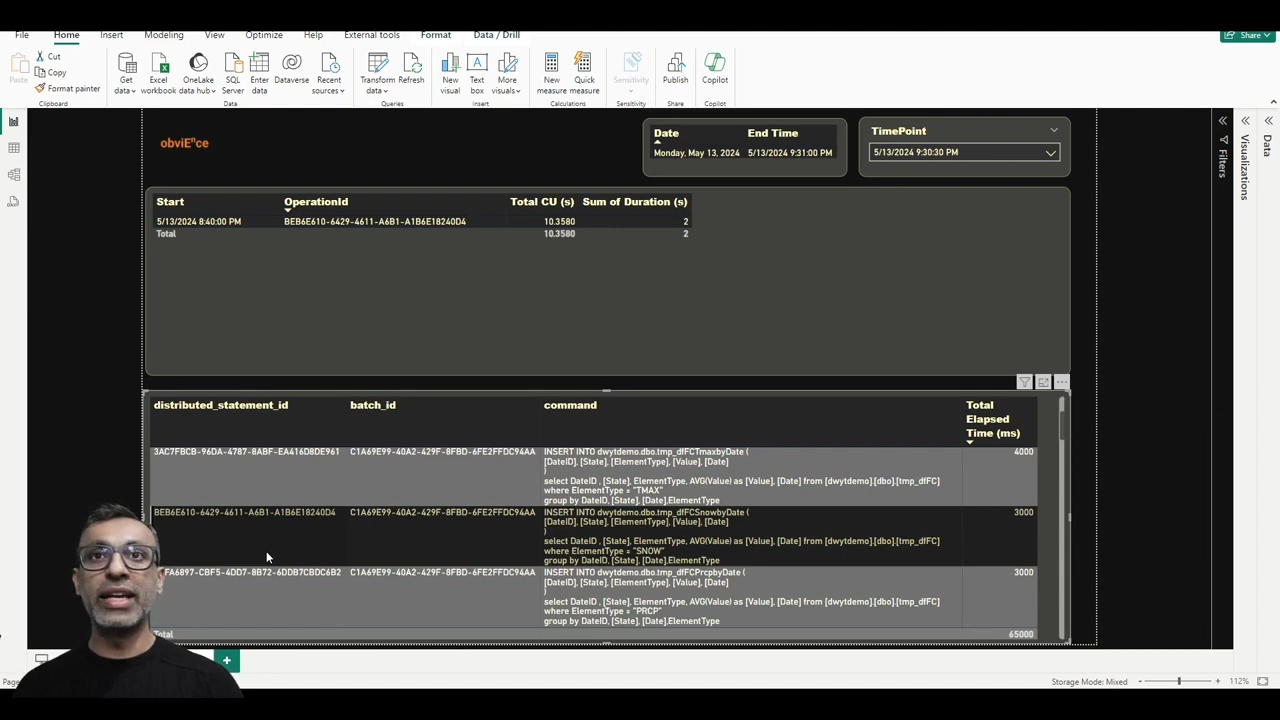 File Home Insert Modeling View Optimize Help External tools Format Data / Drill Share
Paste
Cut
Copy
Format painter
Clipboard
Get data
Excel workbook
OneLake data hub
SQL Server
Enter data
Dataverse
Recent sources
Data
Transform data
Refresh
Queries
New visual
Text box
More visuals
Insert
New measure
Quick measure
Calculations
Sensitivity
Sensitivity
Publish
Share
Copilot
Copilot
obviEⁿce
Date End Time
Monday, May 13, 2024 5/13/2024 9:31:00 PM
TimePoint
5/13/2024 9:30:30 PM
Filters
Visualizations
Data
Start OperationId Total CU (s) Sum of Duration (s)
5/13/2024 8:40:00 PM BEB6E610-6429-4611-A6B1-A1B6E18240D4 10.3580 2
Total 10.3580 2
distributed_statement_id batch_id command Total
Elapsed
Time (ms)
3AC7FBCB-96DA-4787-8ABF-EA416D8DE961 C1A69E99-40A2-429F-8FBD-6FE2FFDC94AA INSERT INTO dwytdemo.dbo.tmp_dfFCTmaxbyDate ( 4000
[DateID], [State], [ElementType], [Value], [Date]
)
select DateID , [State], ElementType, AVG(Value) as [Value], [Date] from [dwytdemo].[dbo].[tmp_dfFC]
where ElementType = "TMAX"
group by DateID, [State], [Date],ElementType
BEB6E610-6429-4611-A6B1-A1B6E18240D4 C1A69E99-40A2-429F-8FBD-6FE2FFDC94AA INSERT INTO dwytdemo.dbo.tmp_dfFCSnowbyDate ( 3000
[DateID], [State], [ElementType], [Value], [Date]
)
select DateID , [State], ElementType, AVG(Value) as [Value], [Date] from [dwytdemo].[dbo].[tmp_dfFC]
where ElementType = "SNOW"
group by DateID, [State], [Date],ElementType
FA6897-CBF5-4DD7-8B72-6DDB7CBDC6B2 C1A69E99-40A2-429F-8FBD-6FE2FFDC94AA INSERT INTO dwytdemo.dbo.tmp_dfFCPrcpbyDate ( 3000
[DateID], [State], [ElementType], [Value], [Date]
)
select DateID , [State], ElementType, AVG(Value) as [Value], [Date] from [dwytdemo].[dbo].[tmp_dfFC]
where ElementType = "PRCP"
group by DateID, [State], [Date],ElementType
Total 65000
Storage Mode: Mixed - + 112%